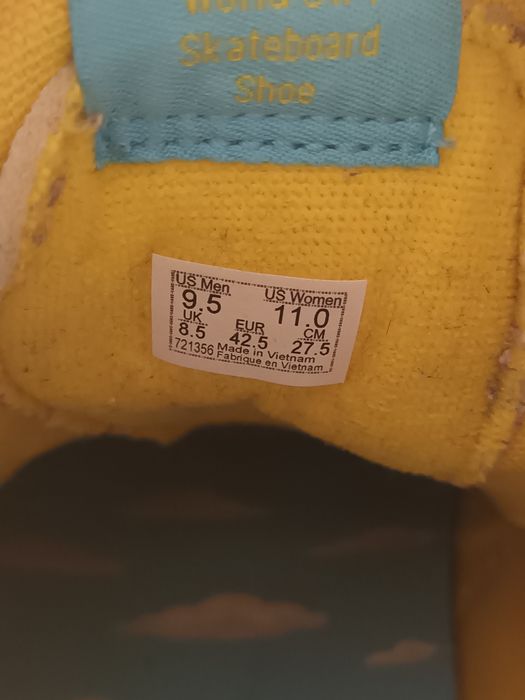 World
Skateboard
Shoe
US Men US Women
9.5 11.0
UK EUR CM
8.5 42.5 27.5
721356 Made in Vietnam
Fabrique en Vietnam